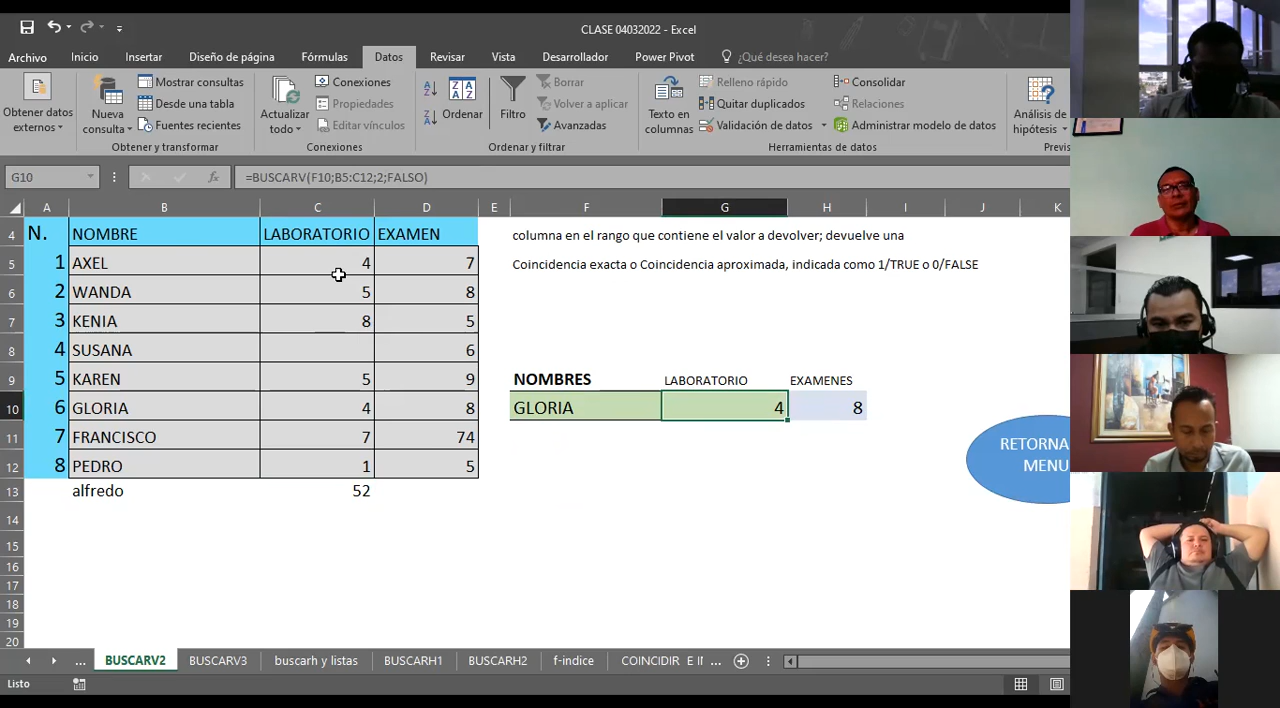 CLASE 04032022 - Excel
Archivo Inicio Insertar Diseño de página Fórmulas Datos Revisar Vista Desarrollador Power Pivot ¿Qué desea hacer?
Obtener datos externos
Nueva consulta
Mostrar consultas
Desde una tabla
Fuentes recientes
Obtener y transformar
Actualizar todo
Conexiones
Propiedades
Editar vínculos
Conexiones
Ordenar
Filtro
Borrar
Volver a aplicar
Avanzadas
Ordenar y filtrar
Texto en columnas
Relleno rápido
Quitar duplicados
Validación de datos
Consolidar
Relaciones
Administrar modelo de datos
Herramientas de datos
Análisis de hipótesis
Previs
G10 fx =BUSCARV(F10;B5:C12;2;FALSO)
A B C D E F G H I J K
4 N. NOMBRE LABORATORIO EXAMEN columna en el rango que contiene el valor a devolver; devuelve una
5 1 AXEL 4 7 Coincidencia exacta o Coincidencia aproximada, indicada como 1/TRUE o 0/FALSE
6 2 WANDA 5 8
7 3 KENIA 8 5
8 4 SUSANA 6
9 5 KAREN 5 9 NOMBRES LABORATORIO EXAMENES
10 6 GLORIA 4 8 GLORIA 4 8
11 7 FRANCISCO 7 74
12 8 PEDRO 1 5
RETORNA
MENU
13 alfredo 52
14
15
16
17
18
19
20
... BUSCARV2 BUSCARV3 buscarh y listas BUSCARH1 BUSCARH2 f-indice COINCIDIR E II ...
Listo